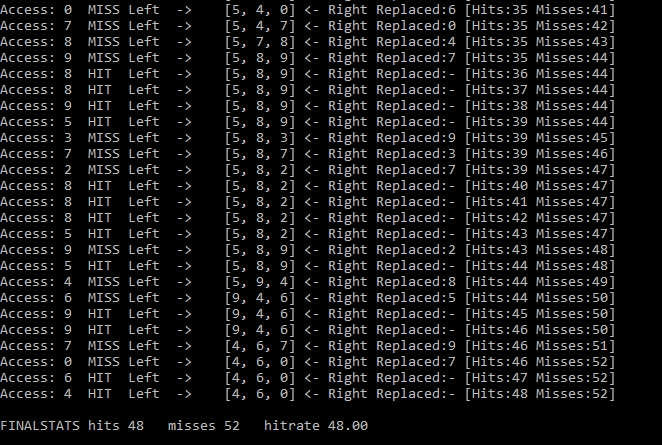 Access: 0  MISS Left  ->    [5, 4, 0] <- Right Replaced:6 [Hits:35 Misses:41]
Access: 7  MISS Left  ->    [5, 4, 7] <- Right Replaced:0 [Hits:35 Misses:42]
Access: 8  MISS Left  ->    [5, 7, 8] <- Right Replaced:4 [Hits:35 Misses:43]
Access: 9  MISS Left  ->    [5, 8, 9] <- Right Replaced:7 [Hits:35 Misses:44]
Access: 8  HIT  Left  ->    [5, 8, 9] <- Right Replaced:- [Hits:36 Misses:44]
Access: 8  HIT  Left  ->    [5, 8, 9] <- Right Replaced:- [Hits:37 Misses:44]
Access: 9  HIT  Left  ->    [5, 8, 9] <- Right Replaced:- [Hits:38 Misses:44]
Access: 5  HIT  Left  ->    [5, 8, 9] <- Right Replaced:- [Hits:39 Misses:44]
Access: 3  MISS Left  ->    [5, 8, 3] <- Right Replaced:9 [Hits:39 Misses:45]
Access: 7  MISS Left  ->    [5, 8, 7] <- Right Replaced:3 [Hits:39 Misses:46]
Access: 2  MISS Left  ->    [5, 8, 2] <- Right Replaced:7 [Hits:39 Misses:47]
Access: 8  HIT  Left  ->    [5, 8, 2] <- Right Replaced:- [Hits:40 Misses:47]
Access: 8  HIT  Left  ->    [5, 8, 2] <- Right Replaced:- [Hits:41 Misses:47]
Access: 8  HIT  Left  ->    [5, 8, 2] <- Right Replaced:- [Hits:42 Misses:47]
Access: 5  HIT  Left  ->    [5, 8, 2] <- Right Replaced:- [Hits:43 Misses:47]
Access: 9  MISS Left  ->    [5, 8, 9] <- Right Replaced:2 [Hits:43 Misses:48]
Access: 5  HIT  Left  ->    [5, 8, 9] <- Right Replaced:- [Hits:44 Misses:48]
Access: 4  MISS Left  ->    [5, 9, 4] <- Right Replaced:8 [Hits:44 Misses:49]
Access: 6  MISS Left  ->    [9, 4, 6] <- Right Replaced:5 [Hits:44 Misses:50]
Access: 9  HIT  Left  ->    [9, 4, 6] <- Right Replaced:- [Hits:45 Misses:50]
Access: 9  HIT  Left  ->    [9, 4, 6] <- Right Replaced:- [Hits:46 Misses:50]
Access: 7  MISS Left  ->    [4, 6, 7] <- Right Replaced:9 [Hits:46 Misses:51]
Access: 0  MISS Left  ->    [4, 6, 0] <- Right Replaced:7 [Hits:46 Misses:52]
Access: 6  HIT  Left  ->    [4, 6, 0] <- Right Replaced:- [Hits:47 Misses:52]
Access: 4  HIT  Left  ->    [4, 6, 0] <- Right Replaced:- [Hits:48 Misses:52]
FINALSTATS hits 48   misses 52   hitrate 48.00